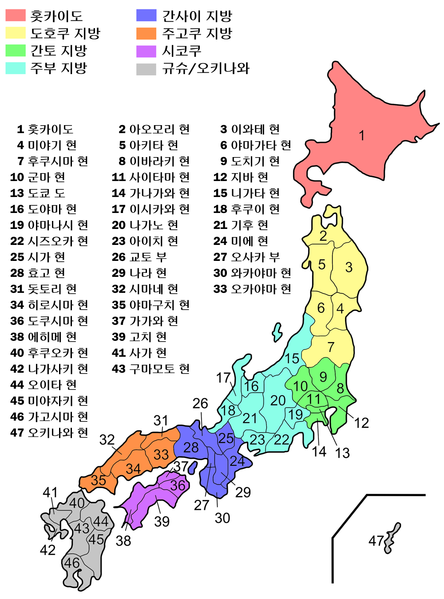 홋카이도 간사이 지방
도호쿠 지방 주고쿠 지방
간토 지방 시코쿠
주부 지방 규슈/오키나와
1 홋카이도 2 아오모리 현 3 이와테 현
4 미야기 현 5 아키타 현 6 야마가타 현
7 후쿠시마 현 8 이바라키 현 9 도치기 현
10 군마 현 11 사이타마 현 12 지바 현
13 도쿄 도 14 가나가와 현 15 니가타 현
16 도야마 현 17 이시카와 현 18 후쿠이 현
19 야마나시 현 20 나가노 현 21 기후 현
22 시즈오카 현 23 아이치 현 24 미에 현
25 시가 현 26 교토 부 27 오사카 부
28 효고 현 29 나라 현 30 와카야마 현
31 돗토리 현 32 시마네 현 33 오카야마 현
34 히로시마 현 35 야마구치 현
36 도쿠시마 현 37 가가와 현
38 에히메 현 39 고치 현
40 후쿠오카 현 41 사가 현
42 나가사키 현 43 구마모토 현
44 오이타 현
45 미야자키 현
46 가고시마 현
47 오키나와 현
1
2
5 3
6 4
7
15
17 16 10 9 8
18 20 11
21 19 12
26 14 13
31 28 25 23 22
32 33 24
34 27 29
35 37 36 30
41 40 39
43 44 38
42 45
46
47